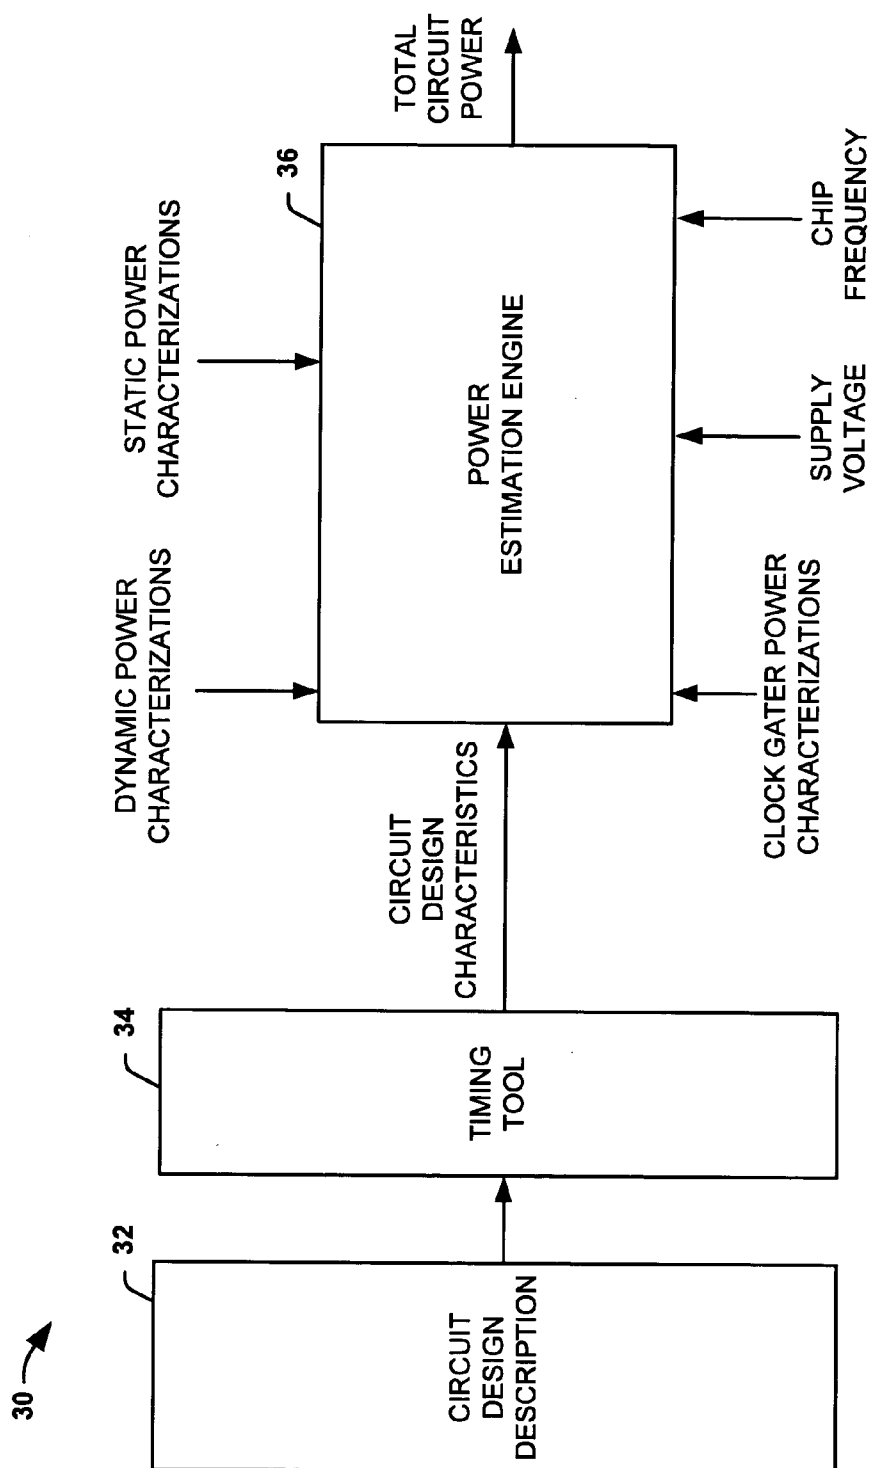 30
32
CIRCUIT
DESIGN
DESCRIPTION
34
TIMING
TOOL
CIRCUIT
DESIGN
CHARACTERISTICS
DYNAMIC POWER
CHARACTERIZATIONS
STATIC POWER
CHARACTERIZATIONS
36
POWER
ESTIMATION ENGINE
CLOCK GATER POWER
CHARACTERIZATIONS
SUPPLY
VOLTAGE
CHIP
FREQUENCY
TOTAL
CIRCUIT
POWER